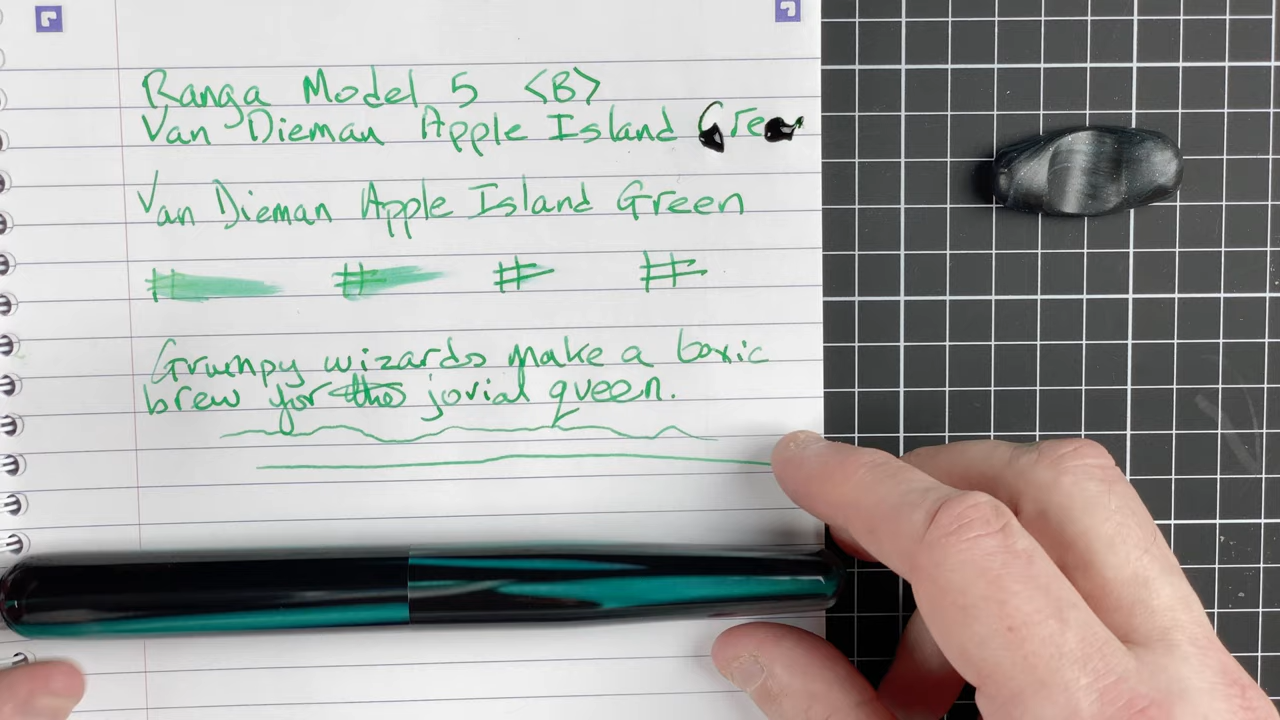 Ranga Model 5 <B>
Van Dieman Apple Island Green
Van Dieman Apple Island Green
# # # #
Grumpy wizards make a toxic
brew for the jovial queen.